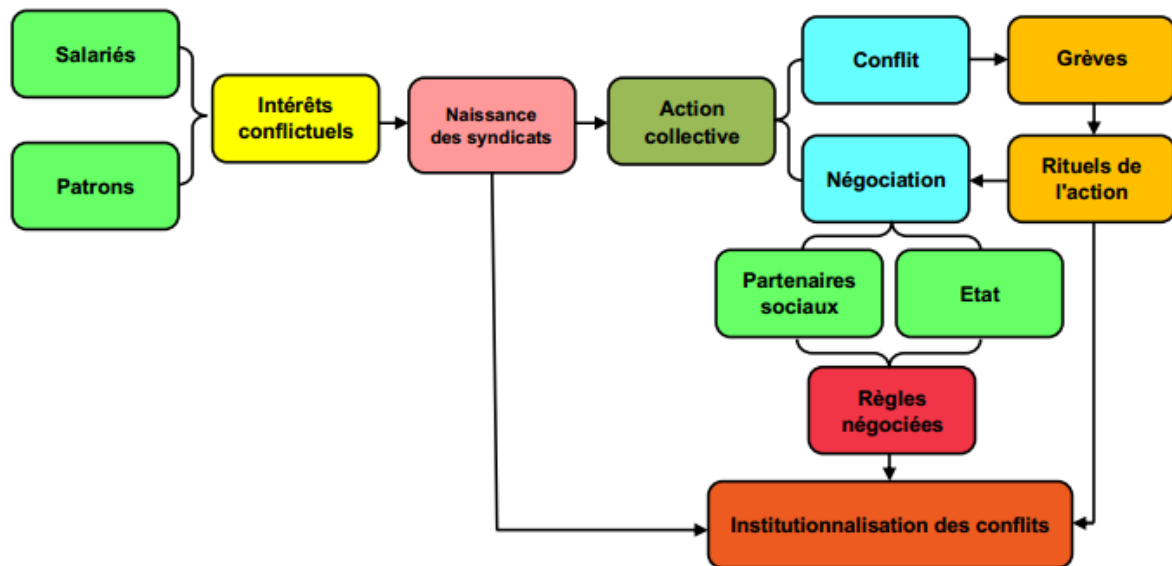 Salariés
Patrons
Intérêts
conflictuels
Naissance
des syndicats
Action
collective
Conflit
Grèves
Négociation
Rituels de
l'action
Partenaires
sociaux
Etat
Règles
négociées
Institutionnalisation des conflits